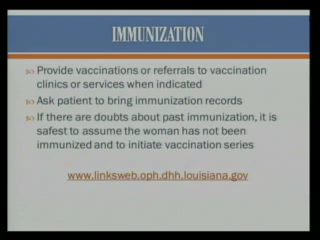 IMMUNIZATION
Provide vaccinations or referrals to vaccination
clinics or services when indicated
Ask patient to bring immunization records
If there are doubts about past immunization, it is
safest to assume the woman has not been
immunized and to initiate vaccination series
www.linksweb.oph.dhh.louisiana.gov